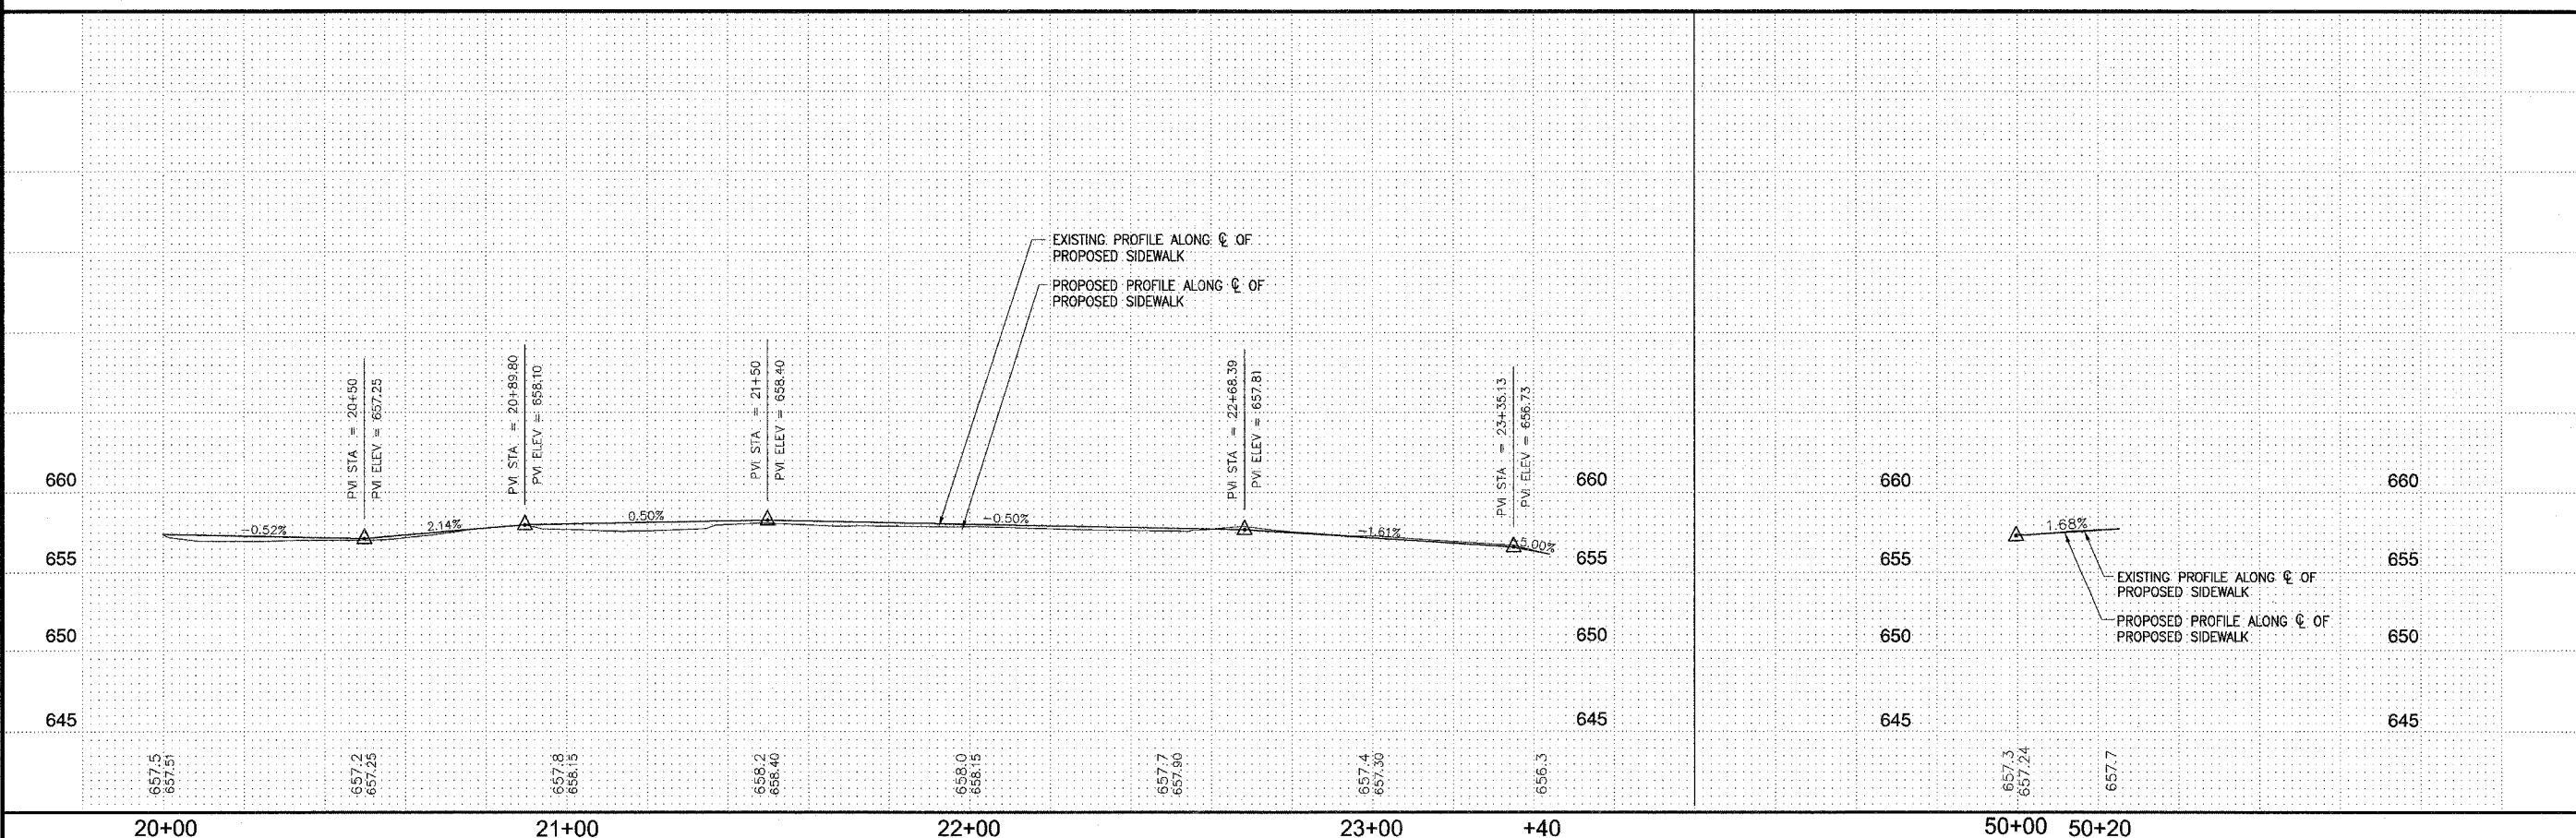 EXISTING PROFILE ALONG ℄ OF
PROPOSED SIDEWALK
PROPOSED PROFILE ALONG ℄ OF
PROPOSED SIDEWALK
PVI STA = 20+50
PVI ELEV = 657.25
PVI STA = 20+89.80
PVI ELEV = 658.10
PVI STA = 21+50
PVI ELEV = 658.40
PVI STA = 22+68.39
PVI ELEV = 657.81
PVI STA = 23+35.13
PVI ELEV = 656.73
660
660
660
660
-0.52%
2.14%
0.50%
-0.50%
-1.61%
5.00%
1.68%
655
655
655
655
EXISTING PROFILE ALONG ℄ OF
PROPOSED SIDEWALK
PROPOSED PROFILE ALONG ℄ OF
PROPOSED SIDEWALK
650
650
650
650
645
645
645
645
657.5
657.51
657.2
657.25
657.8
658.15
658.2
658.40
658.0
658.15
657.7
657.90
657.4
657.30
656.3
657.3
657.24
657.7
20+00
21+00
22+00
23+00
+40
50+00
50+20